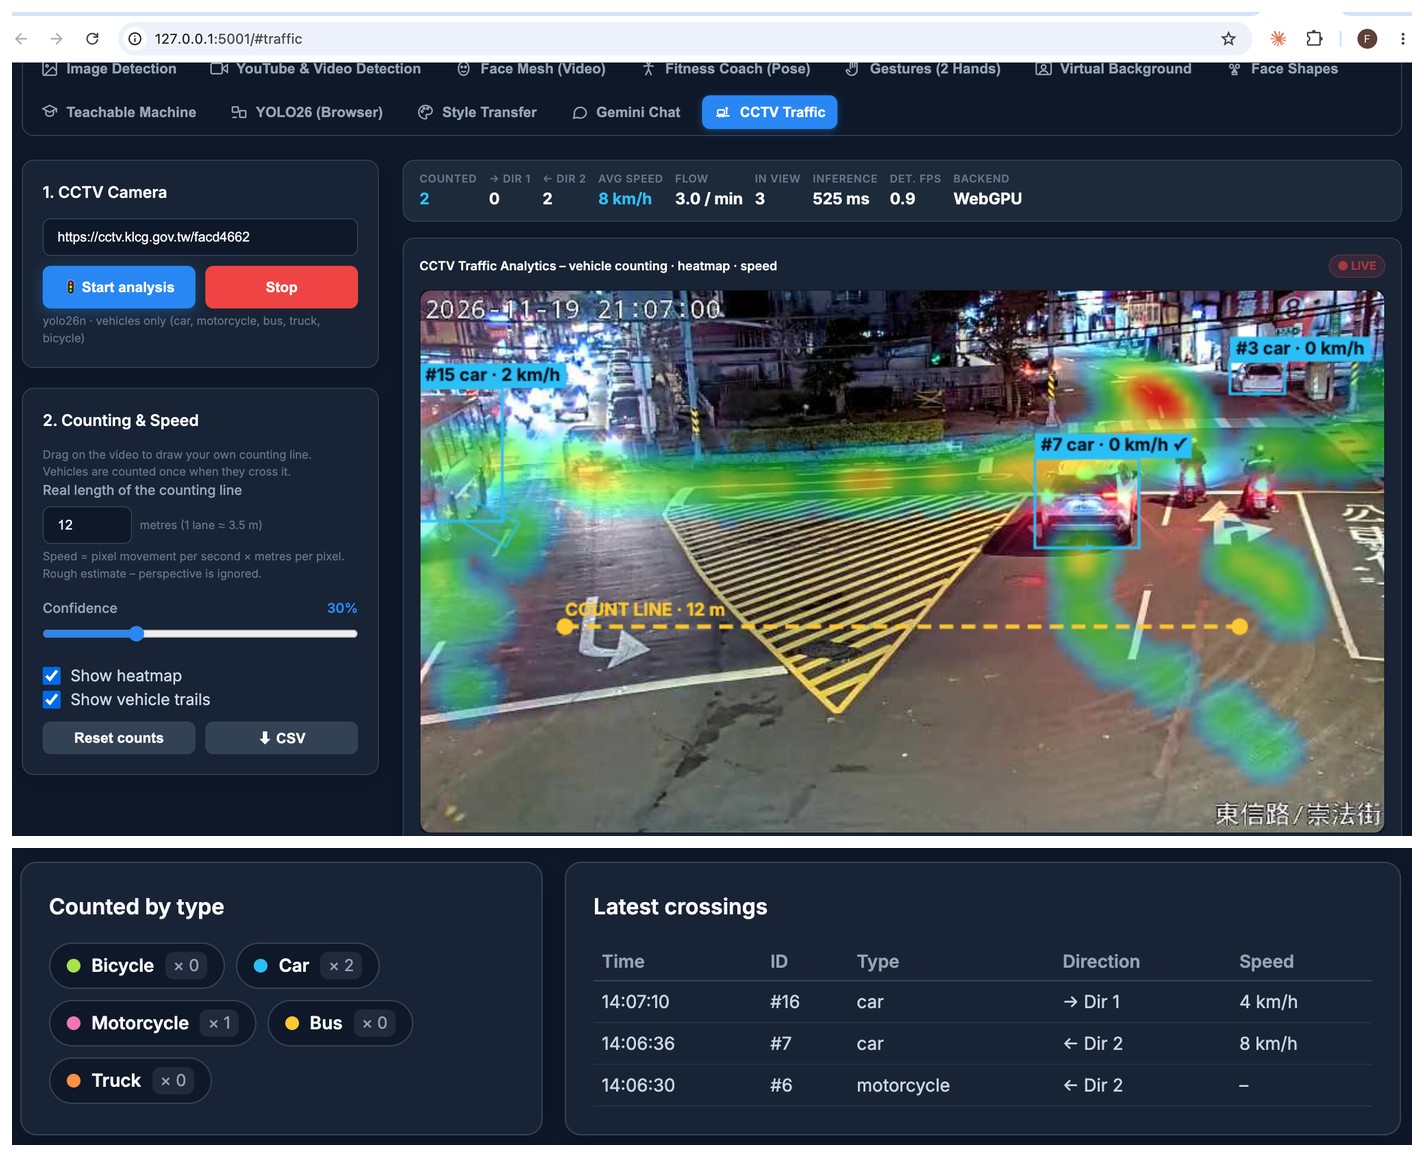 127.0.0.1:5001/#traffic
F
Image Detection YouTube & Video Detection Face Mesh (Video) Fitness Coach (Pose) Gestures (2 Hands) Virtual Background Face Shapes
Teachable Machine YOLO26 (Browser) Style Transfer Gemini Chat CCTV Traffic
1. CCTV Camera
https://cctv.klcg.gov.tw/facd4662
Start analysis Stop
yolo26n · vehicles only (car, motorcycle, bus, truck,
bicycle)
2. Counting & Speed
Drag on the video to draw your own counting line.
Vehicles are counted once when they cross it.
Real length of the counting line
12 metres (1 lane ≈ 3.5 m)
Speed = pixel movement per second × metres per pixel.
Rough estimate – perspective is ignored.
Confidence 30%
Show heatmap
Show vehicle trails
Reset counts ⬇ CSV
COUNTED → DIR 1 ← DIR 2 AVG SPEED FLOW IN VIEW INFERENCE DET. FPS BACKEND
2 0 2 8 km/h 3.0 / min 3 525 ms 0.9 WebGPU
CCTV Traffic Analytics – vehicle counting · heatmap · speed LIVE
2026-11-19 21:07:00
#3 car · 0 km/h
#15 car · 2 km/h
#7 car · 0 km/h ✓
COUNT LINE · 12 m
東信路/崇法街
Counted by type
Bicycle × 0 Car × 2
Motorcycle × 1 Bus × 0
Truck × 0
Latest crossings
Time ID Type Direction Speed
14:07:10 #16 car → Dir 1 4 km/h
14:06:36 #7 car ← Dir 2 8 km/h
14:06:30 #6 motorcycle ← Dir 2 –